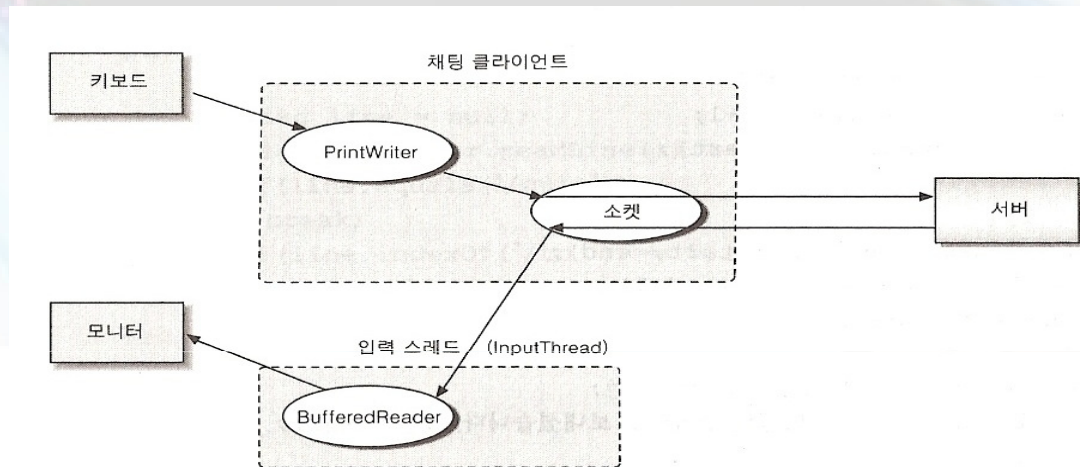 채팅 클라이언트
키보드
PrintWriter
소켓
서버
모니터
인력 스레드 (InputThread)
BufferedReader